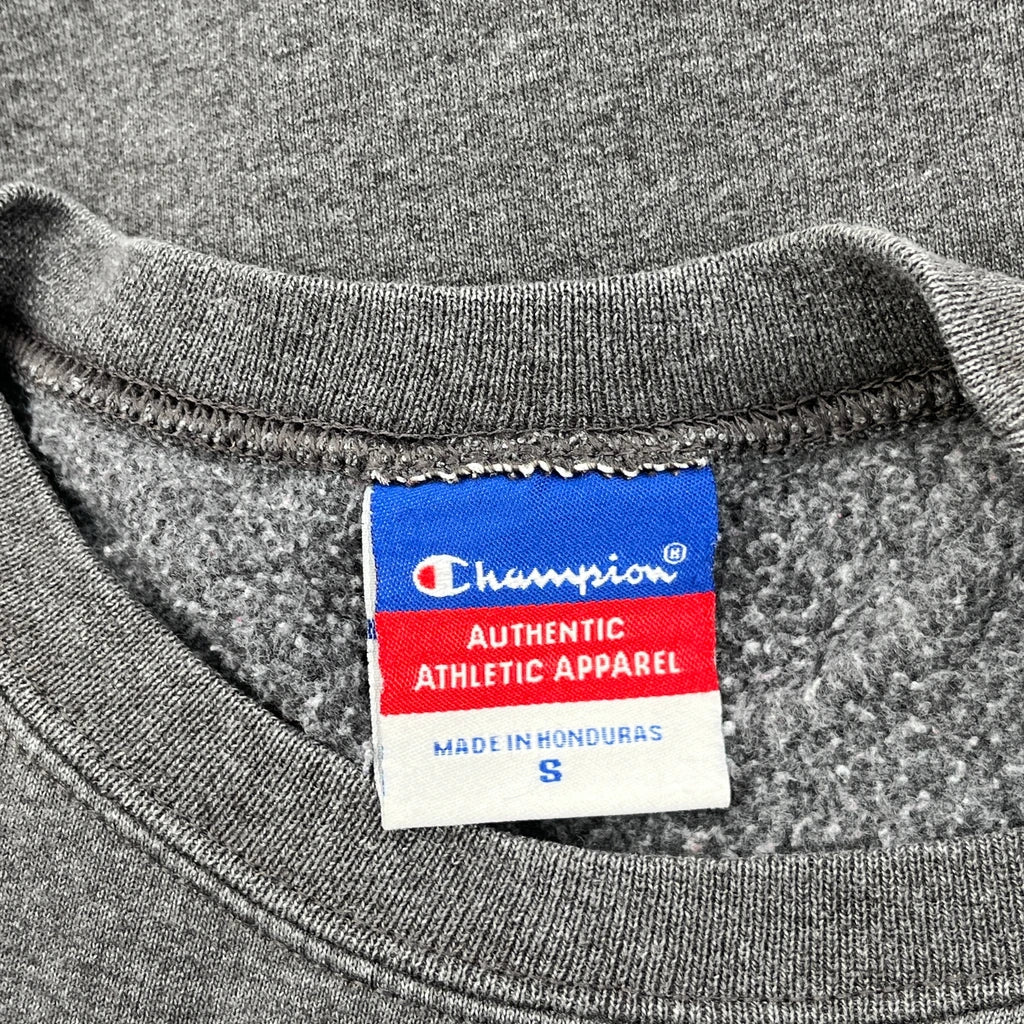 Champion®
AUTHENTIC
ATHLETIC APPAREL
MADE IN HONDURAS
S